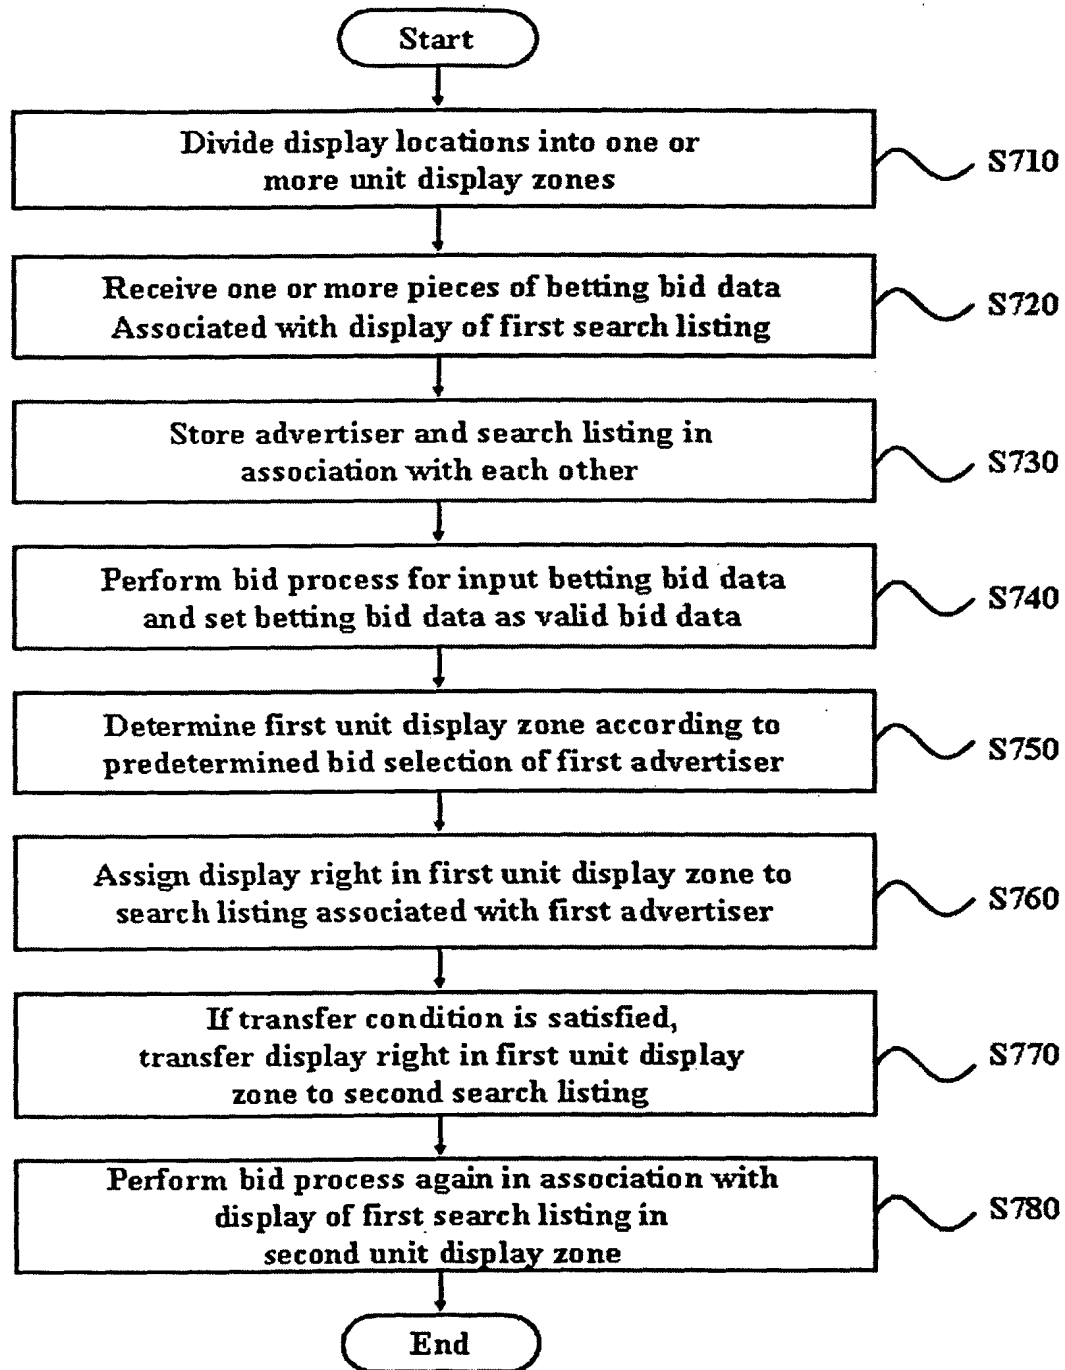 Start
Divide display locations into one or
more unit display zones
S710
Receive one or more pieces of betting bid data
Associated with display of first search listing
S720
Store advertiser and search listing in
association with each other
S730
Perform bid process for input betting bid data
and set betting bid data as valid bid data
S740
Determine first unit display zone according to
predetermined bid selection of first advertiser
S750
Assign display right in first unit display zone to
search listing associated with first advertiser
S760
If transfer condition is satisfied,
transfer display right in first unit display
zone to second search listing
S770
Perform bid process again in association with
display of first search listing in
second unit display zone
S780
End